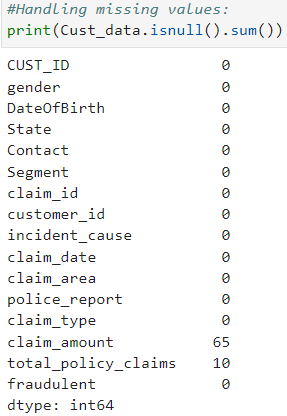 #Handling missing values:
print(Cust_data.isnull().sum())
CUST_ID 0
gender 0
DateOfBirth 0
State 0
Contact 0
Segment 0
claim_id 0
customer_id 0
incident_cause 0
claim_date 0
claim_area 0
police_report 0
claim_type 0
claim_amount 65
total_policy_claims 10
fraudulent 0
dtype: int64